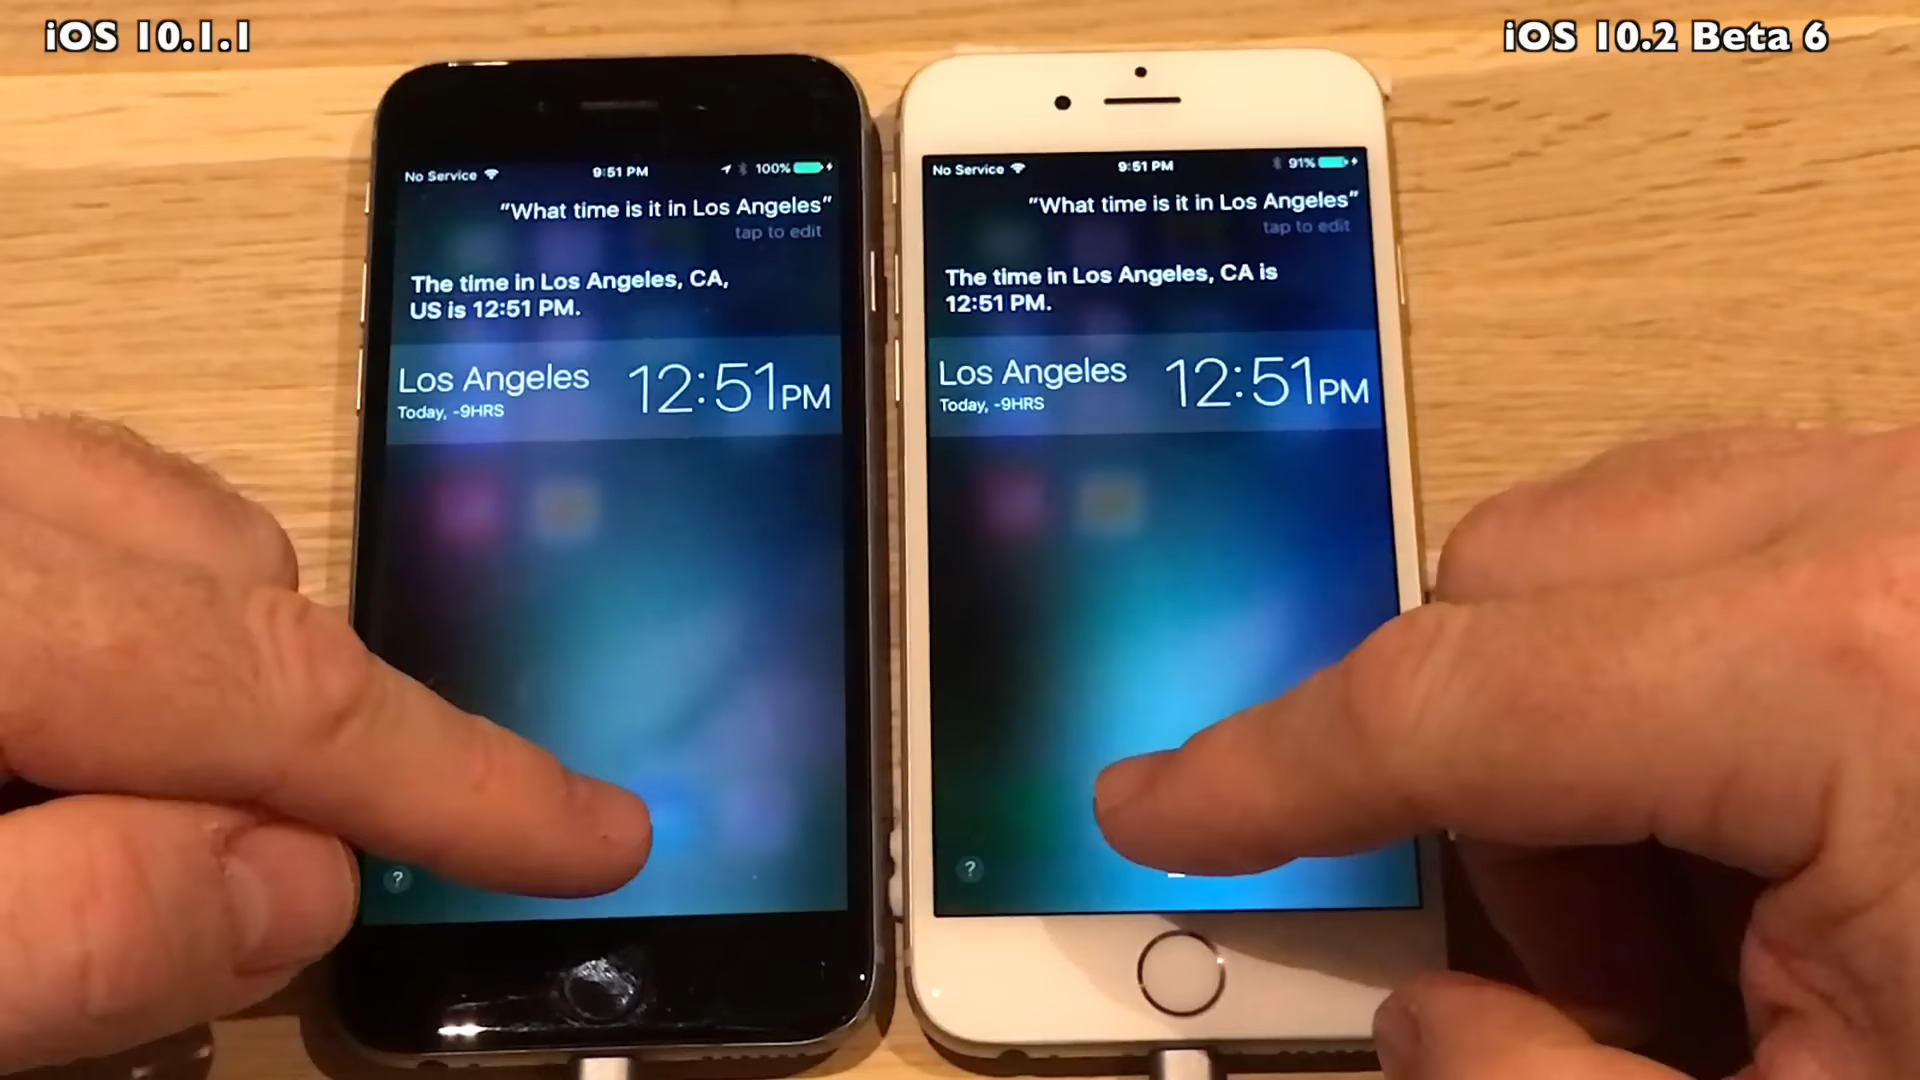 iOS 10.1.1
iOS 10.2 Beta 6
No Service 9:51 PM 100%
"What time is it in Los Angeles"
tap to edit
The time in Los Angeles, CA,
US is 12:51 PM.
Los Angeles 12:51PM
Today, -9HRS
?
No Service 9:51 PM 91%
"What time is it in Los Angeles"
tap to edit
The time in Los Angeles, CA is
12:51 PM.
Los Angeles 12:51PM
Today, -9HRS
?